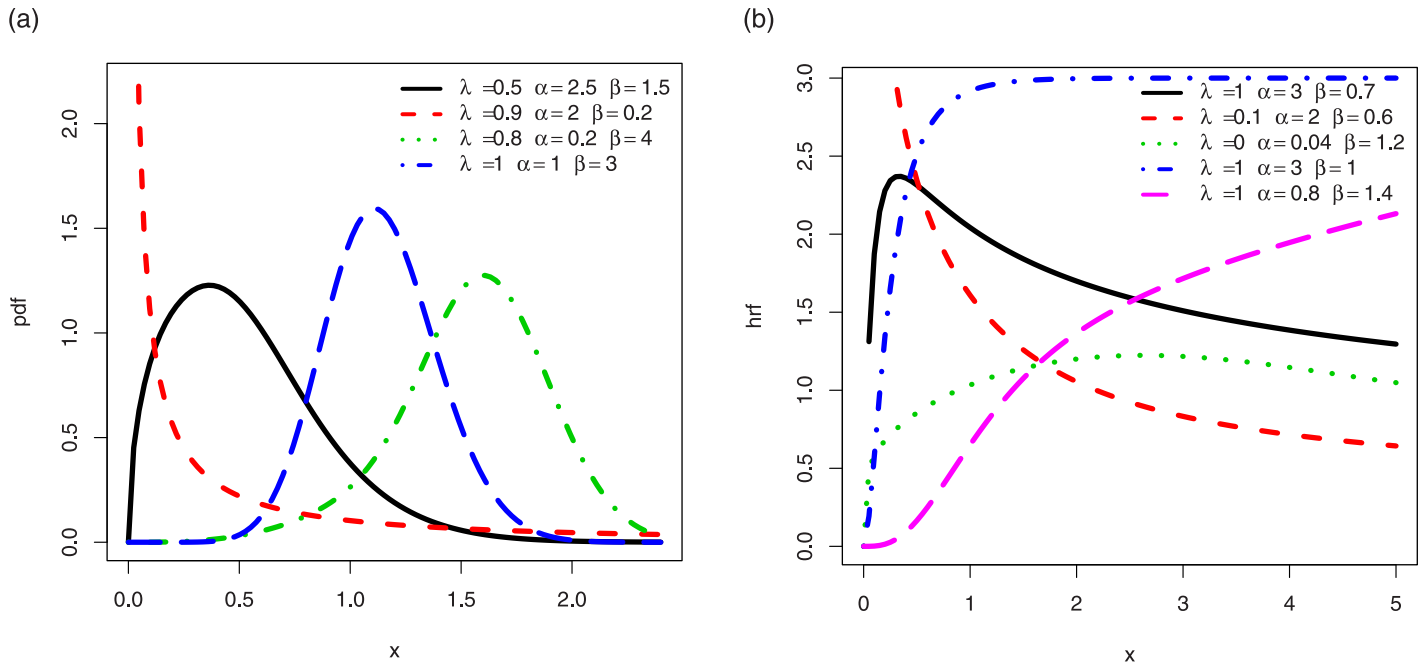 (a)
λ =0.5 α= 2.5 β= 1.5
λ =0.9 α= 2 β= 0.2
λ =0.8 α= 0.2 β= 4
λ =1 α= 1 β= 3
pdf
0.0 0.5 1.0 1.5 2.0
0.0 0.5 1.0 1.5 2.0
x
(b)
λ =1 α= 3 β= 0.7
λ =0.1 α= 2 β= 0.6
λ =0 α= 0.04 β= 1.2
λ =1 α= 3 β= 1
λ =1 α= 0.8 β= 1.4
hrf
0.0 0.5 1.0 1.5 2.0 2.5 3.0
0 1 2 3 4 5
x